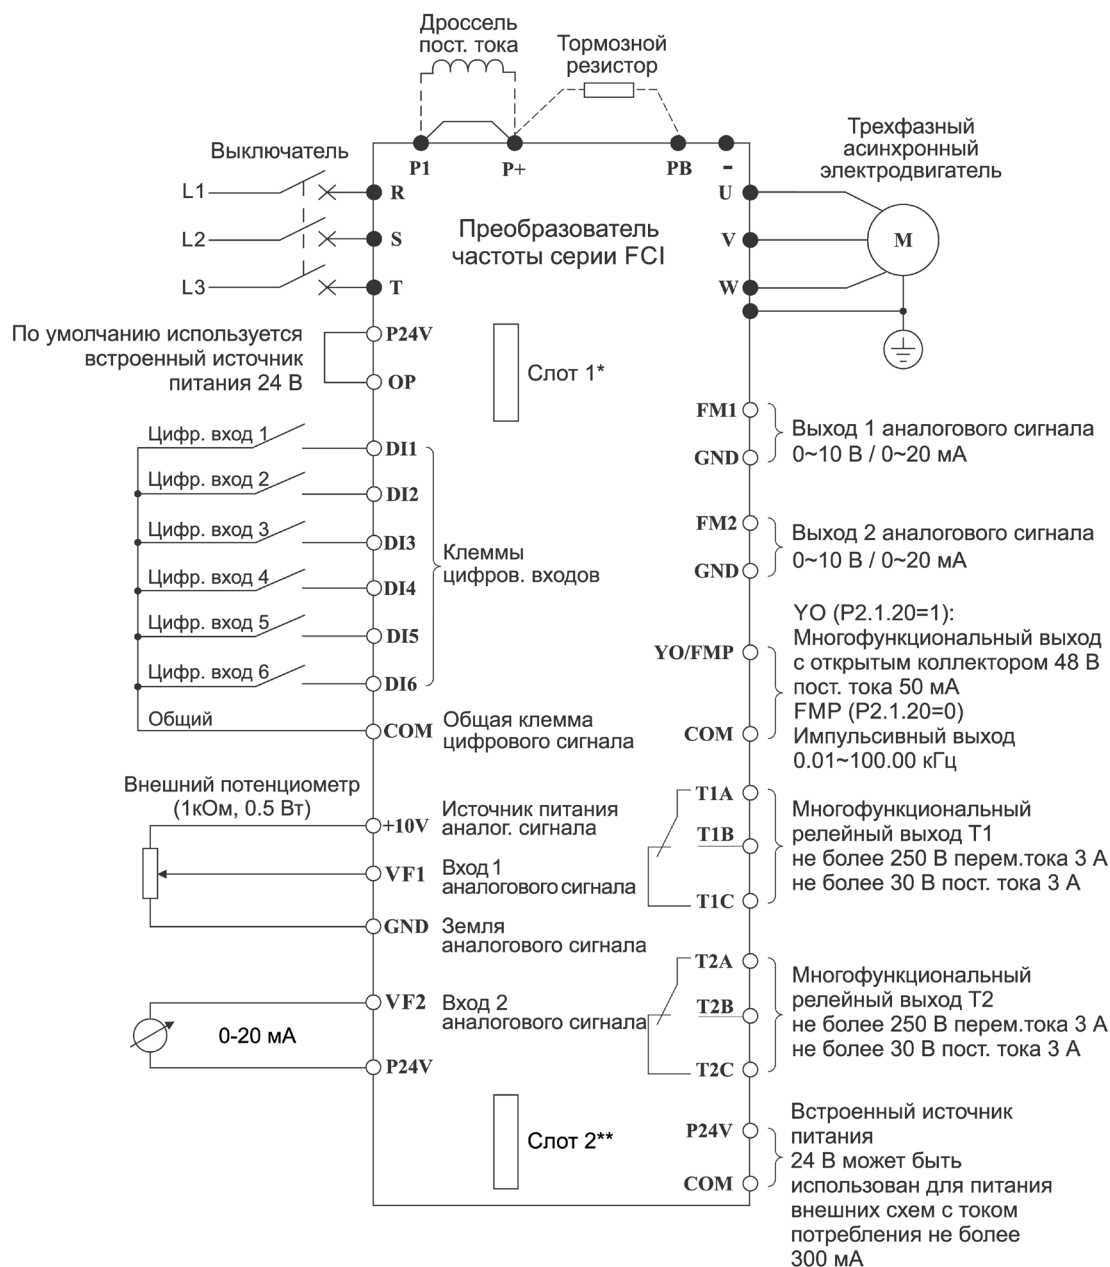 Дроссель
пост. тока
Тормозной
резистор
P1
P+
PB
-
Выключатель
L1
R
L2
S
L3
T
Преобразователь
частоты серии FCI
U
V
W
Трехфазный
асинхронный
электродвигатель
M
По умолчанию используется
встроенный источник
питания 24 В
P24V
OP
Слот 1*
Цифр. вход 1
DI1
Цифр. вход 2
DI2
Цифр. вход 3
DI3
Цифр. вход 4
DI4
Цифр. вход 5
DI5
Цифр. вход 6
DI6
Клеммы
цифров. входов
Общий
COM
Общая клемма
цифрового сигнала
Внешний потенциометр
(1кОм, 0.5 Вт)
+10V
Источник питания
аналог. сигнала
VF1
Вход 1
аналогового сигнала
GND
Земля
аналогового сигнала
VF2
Вход 2
аналогового сигнала
0-20 мА
P24V
Слот 2**
FM1
GND
Выход 1 аналогового сигнала
0~10 В / 0~20 мА
FM2
GND
Выход 2 аналогового сигнала
0~10 В / 0~20 мА
YO/FMP
COM
YO (P2.1.20=1):
Многофункциональный выход
с открытым коллектором 48 В
пост. тока 50 мА
FMP (P2.1.20=0)
Импульсивный выход
0.01~100.00 кГц
T1A
T1B
T1C
Многофункциональный
релейный выход Т1
не более 250 В перем.тока 3 А
не более 30 В пост. тока 3 А
T2A
T2B
T2C
Многофункциональный
релейный выход Т2
не более 250 В перем.тока 3 А
не более 30 В пост. тока 3 А
P24V
COM
Встроенный источник
питания
24 В может быть
использован для питания
внешних схем с током
потребления не более
300 мА